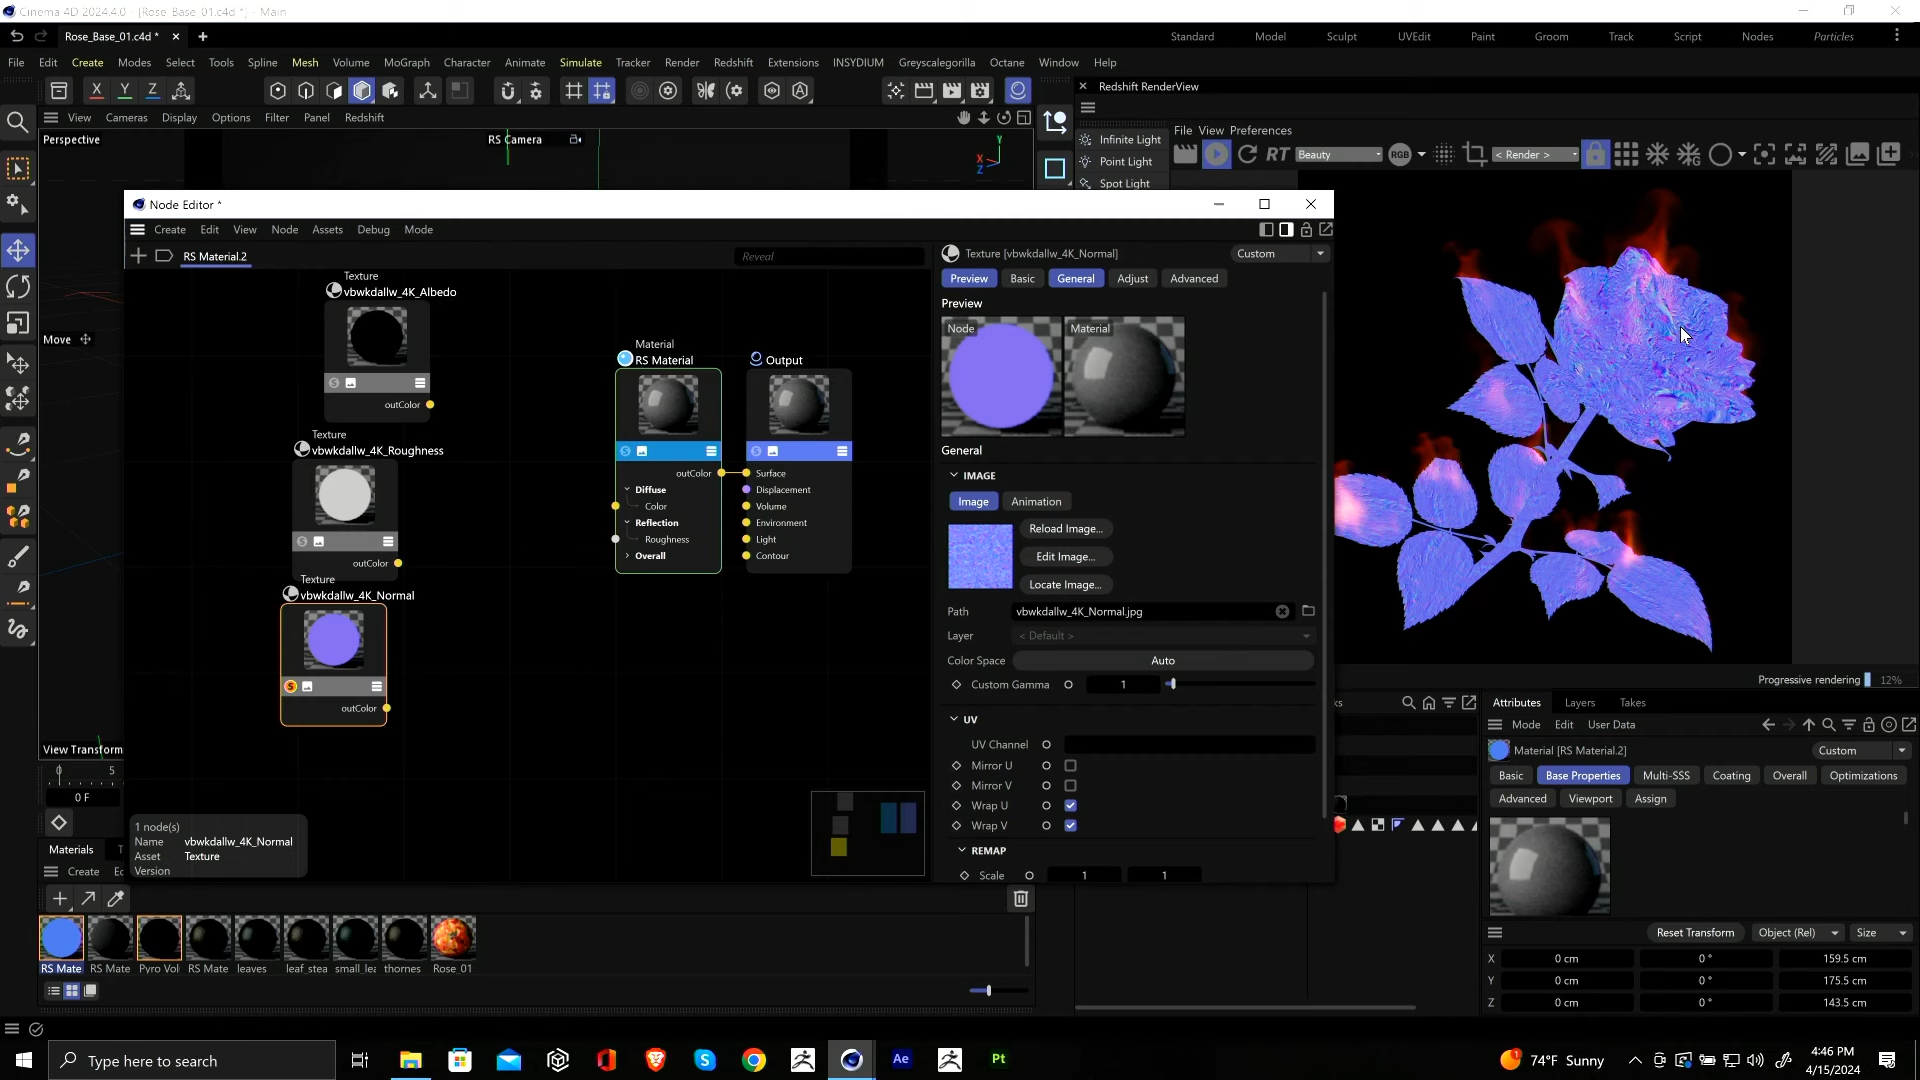 Cinema 4D 2024.4.0 - [Rose_Base_01.c4d *] - Main
Rose_Base_01.c4d *
Standard Model Sculpt UVEdit Paint Groom Track Script Nodes Particles
File Edit Create Modes Select Tools Spline Mesh Volume MoGraph Character Animate Simulate Tracker Render Redshift Extensions INSYDIUM Greyscalegorilla Octane Window Help
X Y Z
Redshift RenderView
View Cameras Display Options Filter Panel Redshift
Perspective
RS Camera
Y
X
Z
Infinite Light
Point Light
Spot Light
File View Preferences
RT Beauty RGB < Render >
Node Editor *
Create Edit View Node Assets Debug Mode
RS Material.2
Reveal
Texture [vbwkdallw_4K_Normal]
Custom
Preview Basic General Adjust Advanced
Preview
Node
Material
Move
Texture
vbwkdallw_4K_Albedo
outColor
Texture
vbwkdallw_4K_Roughness
outColor
Texture
vbwkdallw_4K_Normal
outColor
Material
RS Material
outColor
Diffuse
Color
Reflection
Roughness
Overall
Output
Surface
Displacement
Volume
Environment
Light
Contour
General
IMAGE
Image Animation
Reload Image...
Edit Image...
Locate Image...
Path vbwkdallw_4K_Normal.jpg
Layer < Default >
Color Space Auto
Custom Gamma 1
UV
UV Channel
Mirror U
Mirror V
Wrap U
Wrap V
REMAP
Scale 1 1
Progressive rendering 12%
View Transform
0 5
0 F
1 node(s)
Name vbwkdallw_4K_Normal
Asset Texture
Version
Materials
Create
RS Mate RS Mate Pyro Vol RS Mate leaves leaf_stea small_lea thornes Rose_01
Attributes Layers Takes
Mode Edit User Data
Material [RS Material.2]
Custom
Basic Base Properties Multi-SSS Coating Overall Optimizations
Advanced Viewport Assign
Reset Transform Object (Rel) Size
X 0 cm 0 ° 159.5 cm
Y 0 cm 0 ° 175.5 cm
Z 0 cm 0 ° 143.5 cm
Type here to search
Ae
Pt
74°F Sunny
4:46 PM
4/15/2024